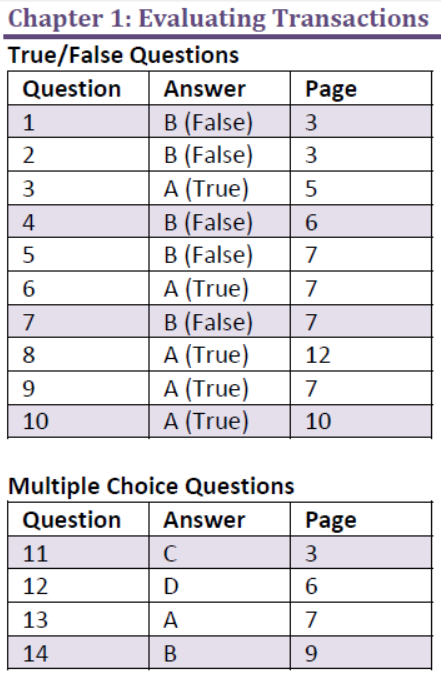 Chapter 1: Evaluating Transactions
True/False Questions
Question Answer Page
1 B (False) 3
2 B (False) 3
3 A (True) 5
4 B (False) 6
5 B (False) 7
6 A (True) 7
7 B (False) 7
8 A (True) 12
9 A (True) 7
10 A (True) 10
Multiple Choice Questions
Question Answer Page
11 C 3
12 D 6
13 A 7
14 B 9